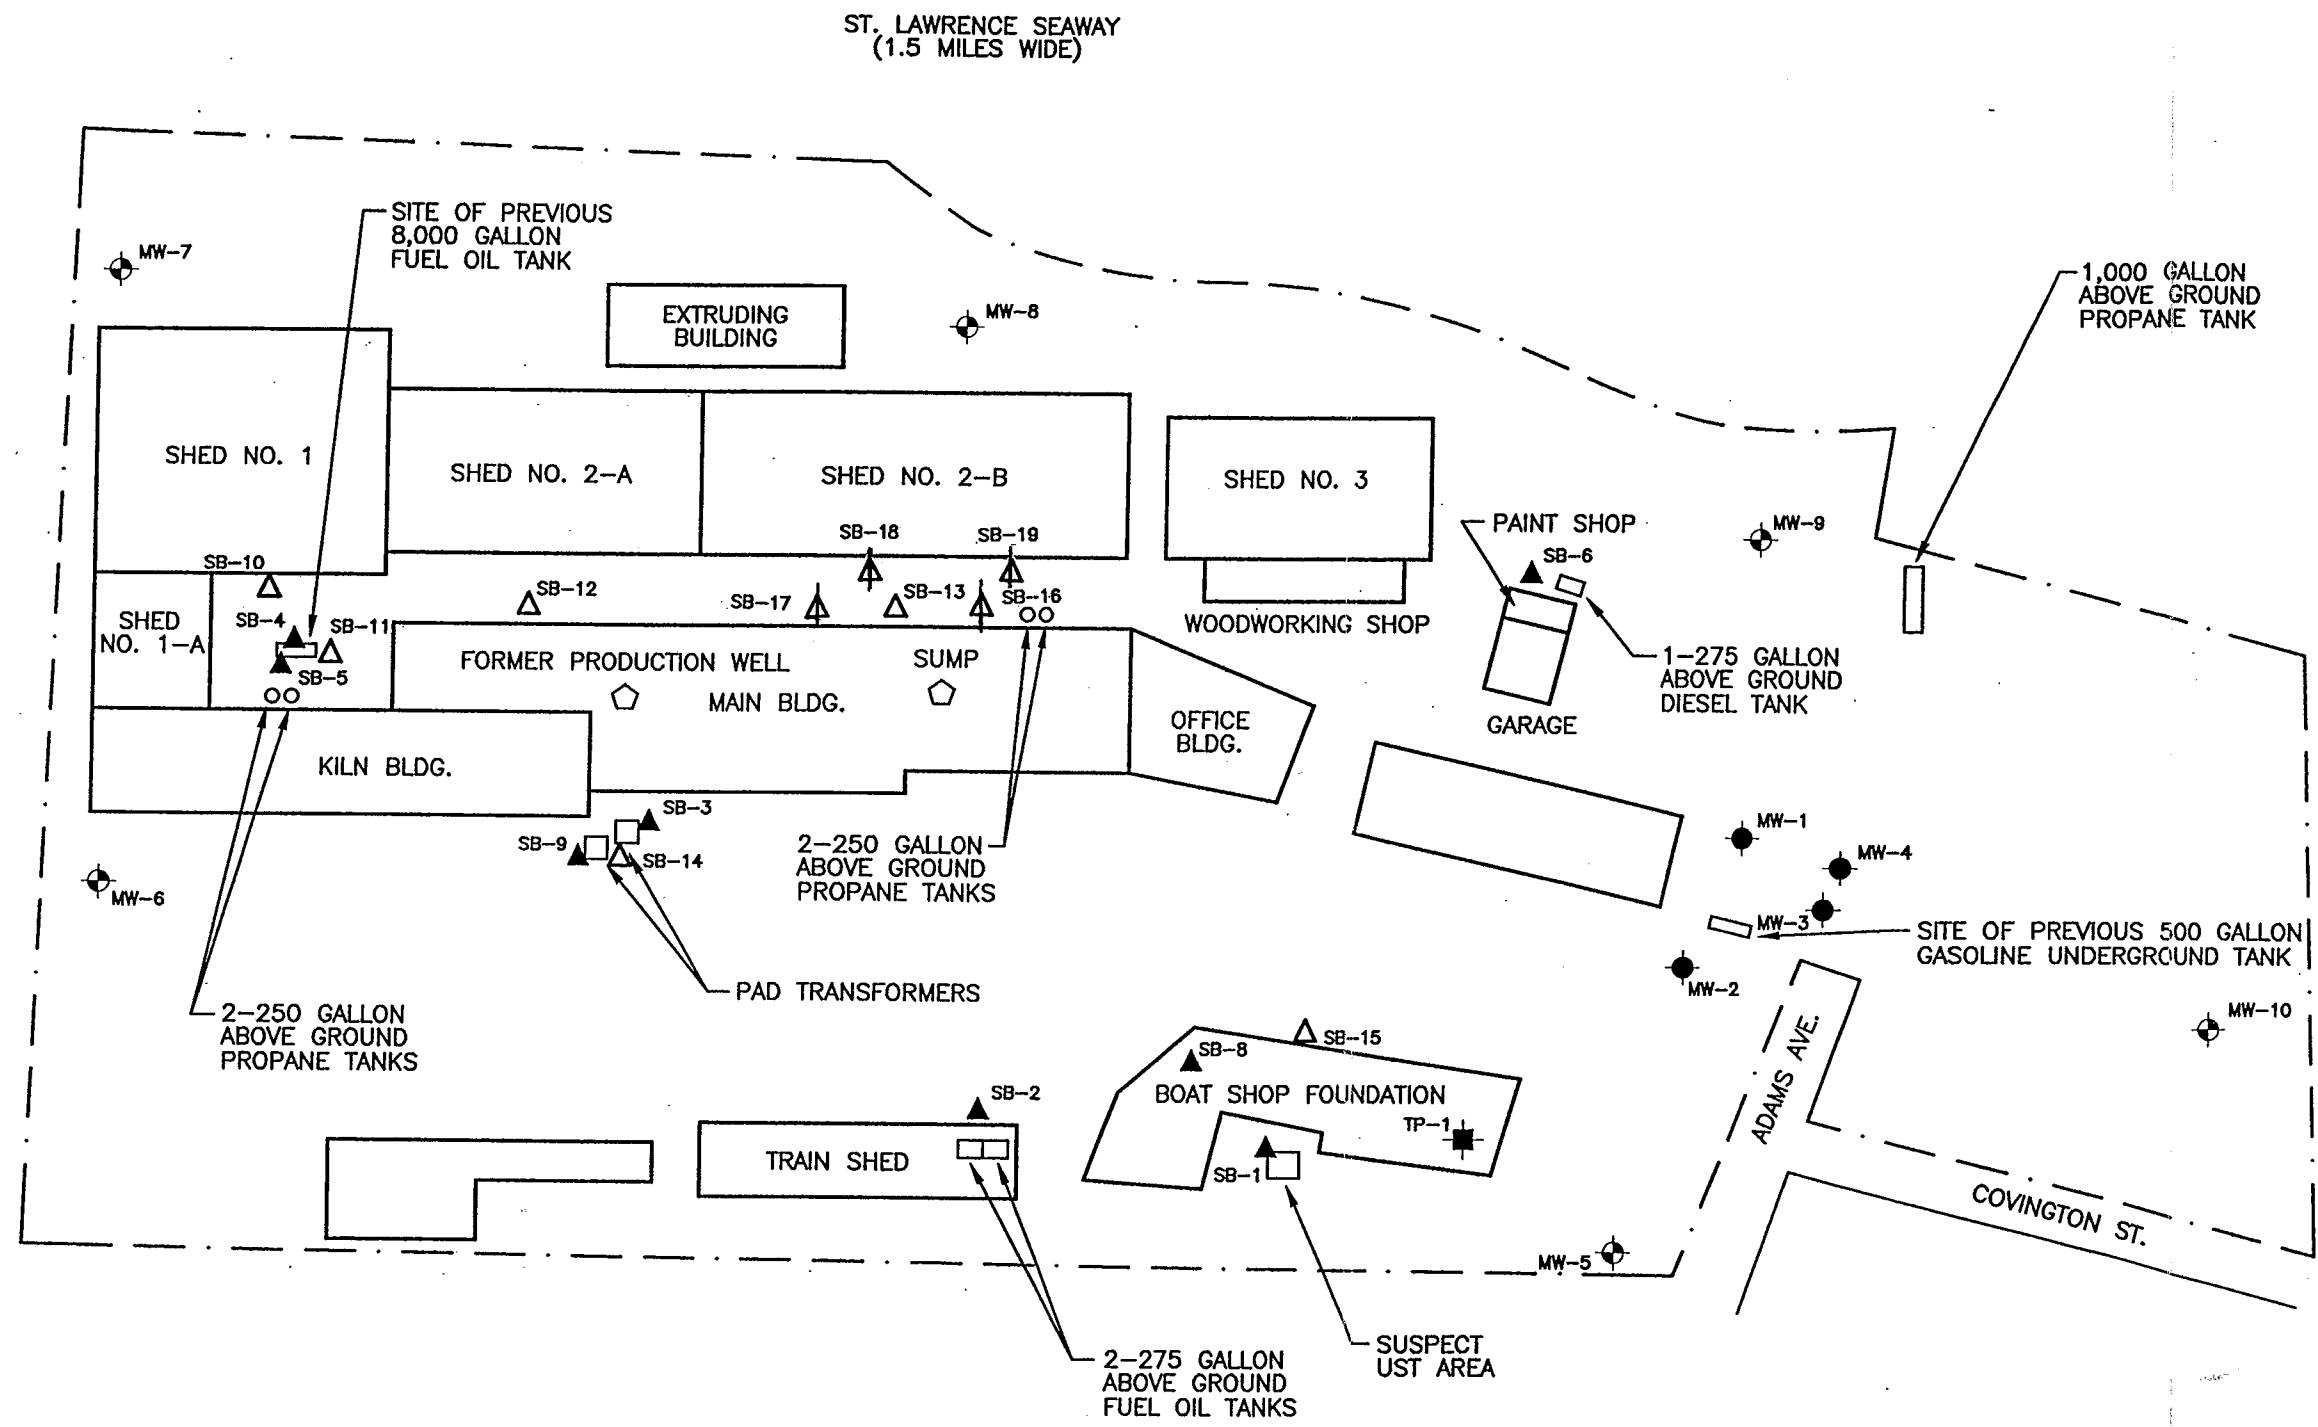 ST. LAWRENCE SEAWAY
(1.5 MILES WIDE)
SITE OF PREVIOUS
8,000 GALLON
FUEL OIL TANK
MW-7
EXTRUDING
BUILDING
MW-8
1,000 GALLON
ABOVE GROUND
PROPANE TANK
SHED NO. 1
SHED NO. 2-A
SHED NO. 2-B
SHED NO. 3
PAINT SHOP
MW-9
SB-18
SB-19
SB-6
SB-10
SB-12
SB-17
SB-13
SB-16
SHED
NO. 1-A
SB-4
SB-11
SB-5
WOODWORKING SHOP
FORMER PRODUCTION WELL
SUMP
MAIN BLDG.
1-275 GALLON
ABOVE GROUND
DIESEL TANK
GARAGE
OFFICE
BLDG.
KILN BLDG.
SB-3
SB-9
SB-14
2-250 GALLON
ABOVE GROUND
PROPANE TANKS
MW-1
MW-4
MW-6
MW-3
SITE OF PREVIOUS 500 GALLON
GASOLINE UNDERGROUND TANK
MW-2
PAD TRANSFORMERS
2-250 GALLON
ABOVE GROUND
PROPANE TANKS
MW-10
SB-15
SB-8
BOAT SHOP FOUNDATION
ADAMS AVE.
SB-2
TP-1
TRAIN SHED
SB-1
COVINGTON ST.
MW-5
SUSPECT
UST AREA
2-275 GALLON
ABOVE GROUND
FUEL OIL TANKS